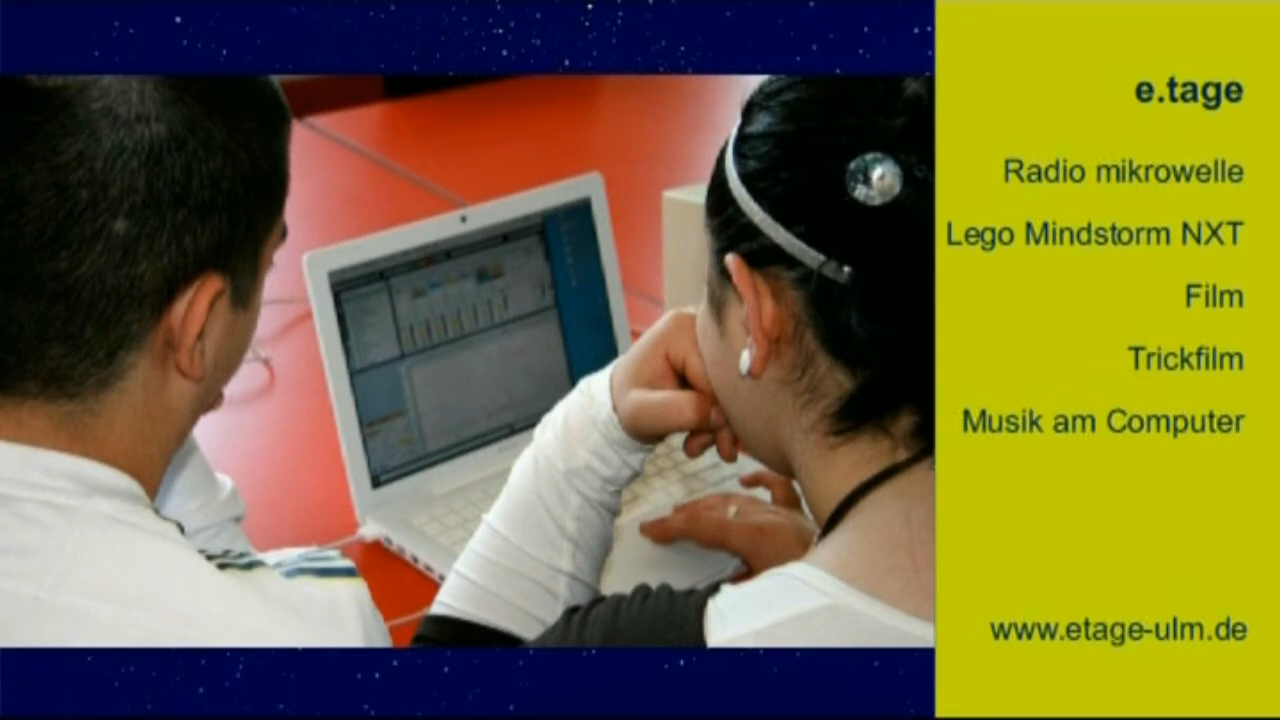 e.tage
Radio mikrowelle
Lego Mindstorm NXT
Film
Trickfilm
Musik am Computer
www.etage-ulm.de